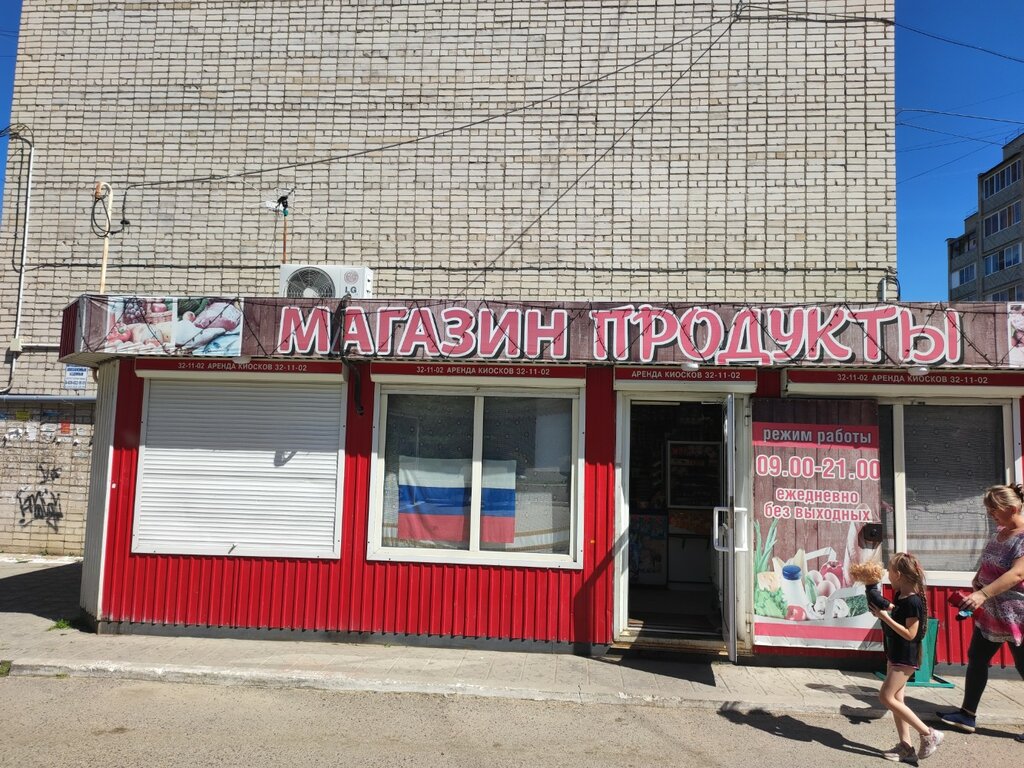 LG
МАГАЗИН ПРОДУКТЫ
32-11-02 АРЕНДА КИОСКОВ 32-11-02
32-11-02 АРЕНДА КИОСКОВ 32-11-02
АРЕНДА КИОСКОВ 32-11-02
32-11-02 АРЕНДА КИОСКОВ 32-11-02
режим работы
09.00-21.00
ежедневно
без выходных